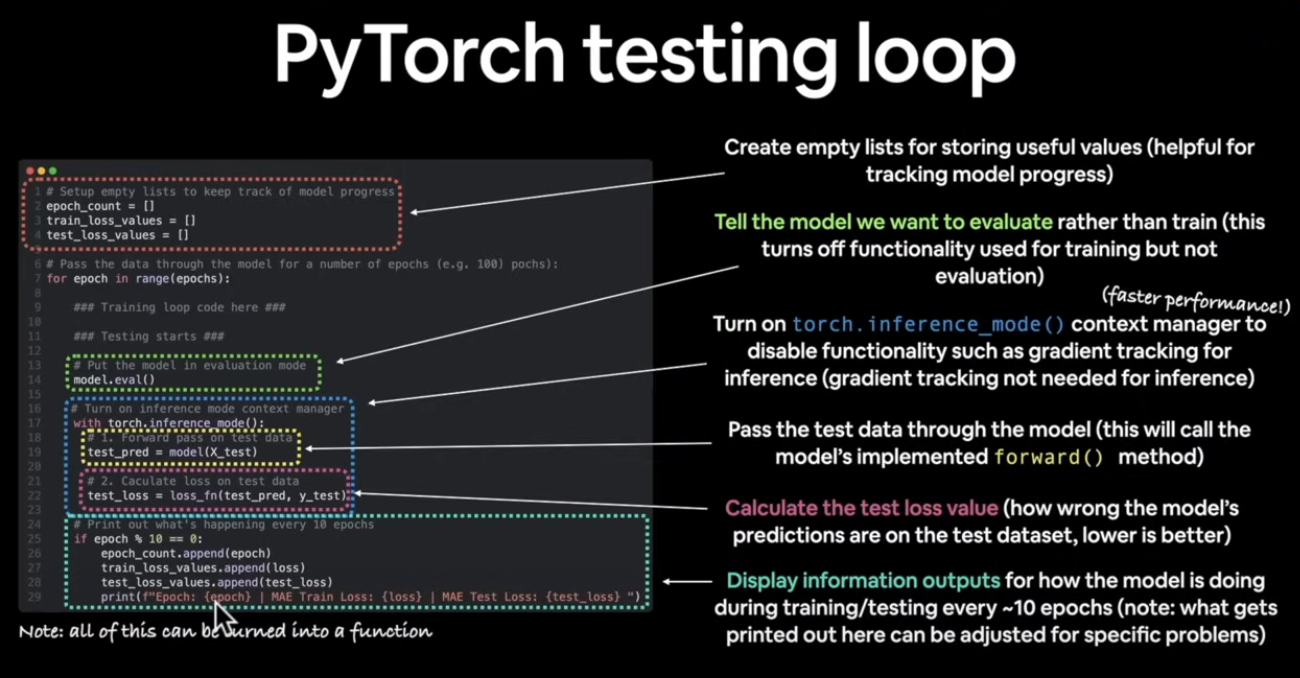 PyTorch testing loop
1 # Setup empty lists to keep track of model progress
2 epoch_count = []
3 train_loss_values = []
4 test_loss_values = []
5
6 # Pass the data through the model for a number of epochs (e.g. 100) pochs):
7 for epoch in range(epochs):
8
9 ### Training loop code here ###
10
11 ### Testing starts ###
12
13 # Put the model in evaluation mode
14 model.eval()
15
16 # Turn on inference mode context manager
17 with torch.inference_mode():
18 # 1. Forward pass on test data
19 test_pred = model(X_test)
20
21 # 2. Caculate loss on test data
22 test_loss = loss_fn(test_pred, y_test)
23
24 # Print out what's happening every 10 epochs
25 if epoch % 10 == 0:
26 epoch_count.append(epoch)
27 train_loss_values.append(loss)
28 test_loss_values.append(test_loss)
29 print(f"Epoch: {epoch} | MAE Train Loss: {loss} | MAE Test Loss: {test_loss} ")
Note: all of this can be turned into a function
Create empty lists for storing useful values (helpful for
tracking model progress)
Tell the model we want to evaluate rather than train (this
turns off functionality used for training but not
evaluation)
(faster performance!)
Turn on torch.inference_mode() context manager to
disable functionality such as gradient tracking for
inference (gradient tracking not needed for inference)
Pass the test data through the model (this will call the
model’s implemented forward() method)
Calculate the test loss value (how wrong the model’s
predictions are on the test dataset, lower is better)
Display information outputs for how the model is doing
during training/testing every ~10 epochs (note: what gets
printed out here can be adjusted for specific problems)